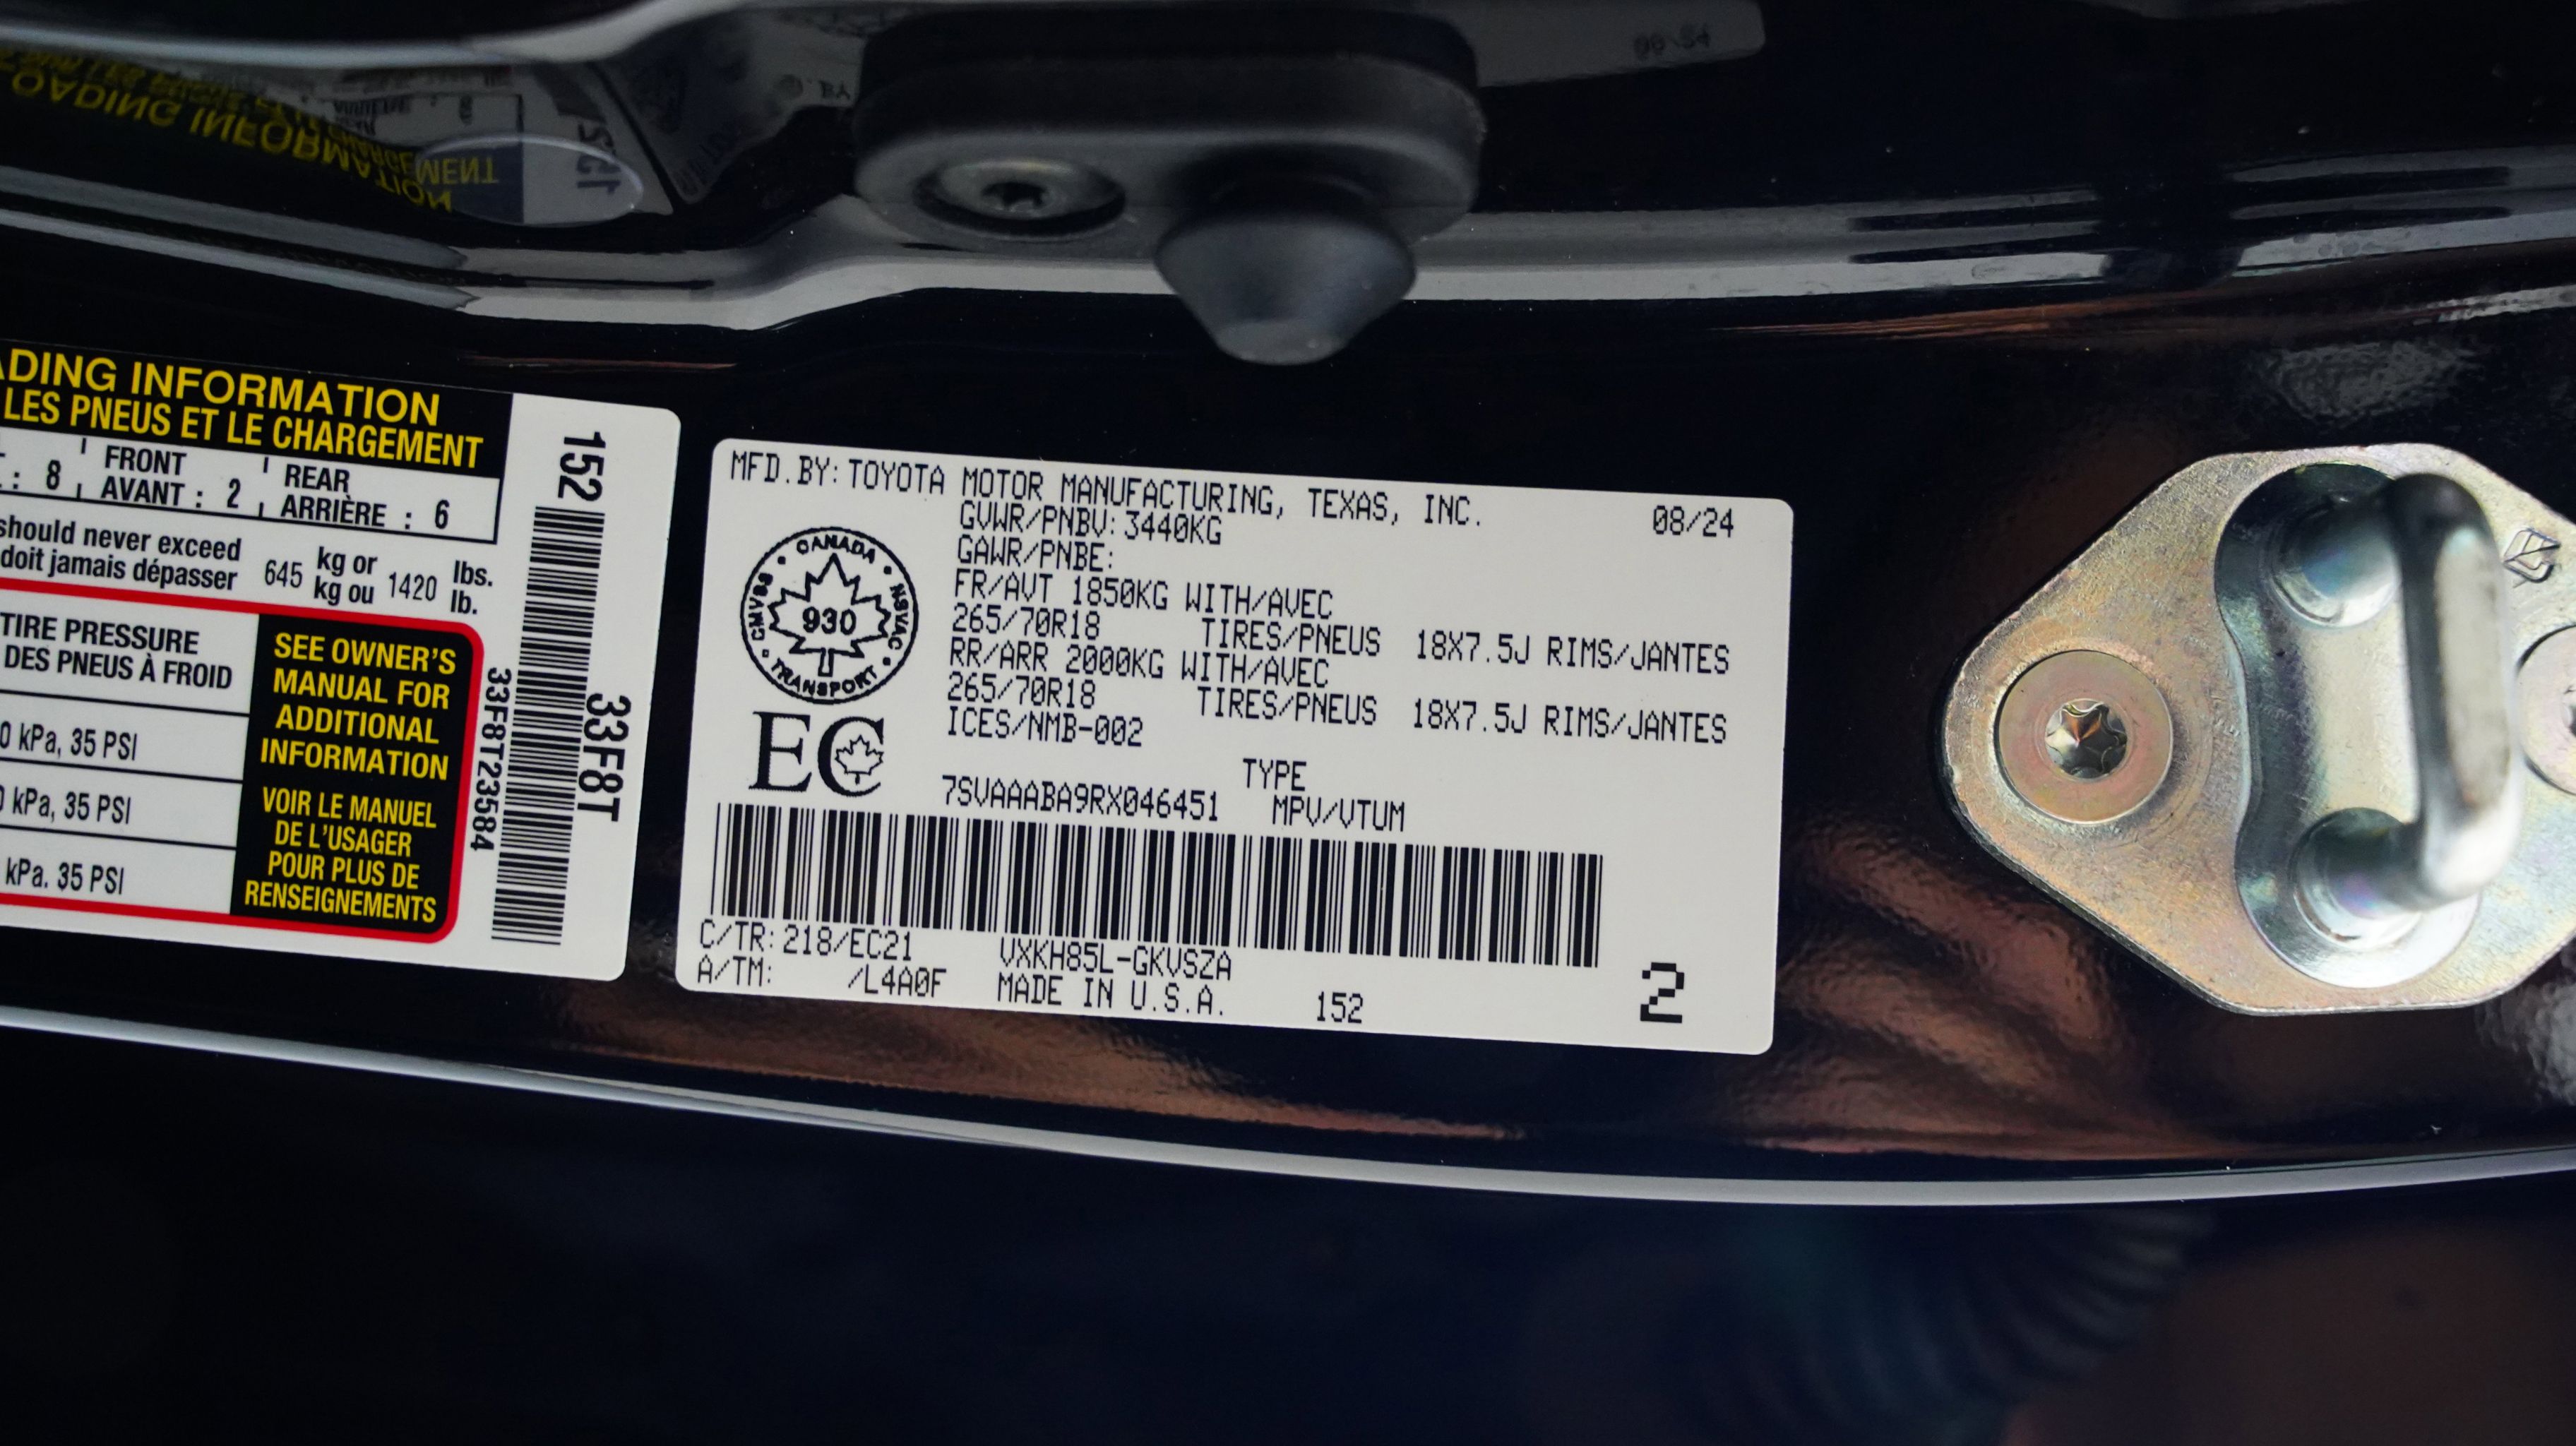 ADING INFORMATION
LES PNEUS ET LE CHARGEMENT
: 8 FRONT AVANT : 2 REAR ARRIÈRE : 6
should never exceed
doit jamais dépasser
645 kg or kg ou 1420 lbs. lb.
TIRE PRESSURE
DES PNEUS À FROID
0 kPa, 35 PSI
0 kPa, 35 PSI
kPa. 35 PSI
SEE OWNER'S
MANUAL FOR
ADDITIONAL
INFORMATION
VOIR LE MANUEL
DE L'USAGER
POUR PLUS DE
RENSEIGNEMENTS
152
33F8T23584
33F8T
MFD.BY: TOYOTA MOTOR MANUFACTURING, TEXAS, INC. 08/24
GVWR/PNBV: 3440KG
GAWR/PNBE:
FR/AVT 1850KG WITH/AVEC
265/70R18 TIRES/PNEUS 18X7.5J RIMS/JANTES
RR/ARR 2000KG WITH/AVEC
265/70R18 TIRES/PNEUS 18X7.5J RIMS/JANTES
ICES/NMB-002
CANADA
NSVAC
TRANSPORT
CMVSS
930
EC
TYPE
7SVAAABA9RX046451 MPV/VTUM
C/TR: 218/EC21 VXKH85L-GKVSZA
A/TM: /L4A0F MADE IN U.S.A. 152 2